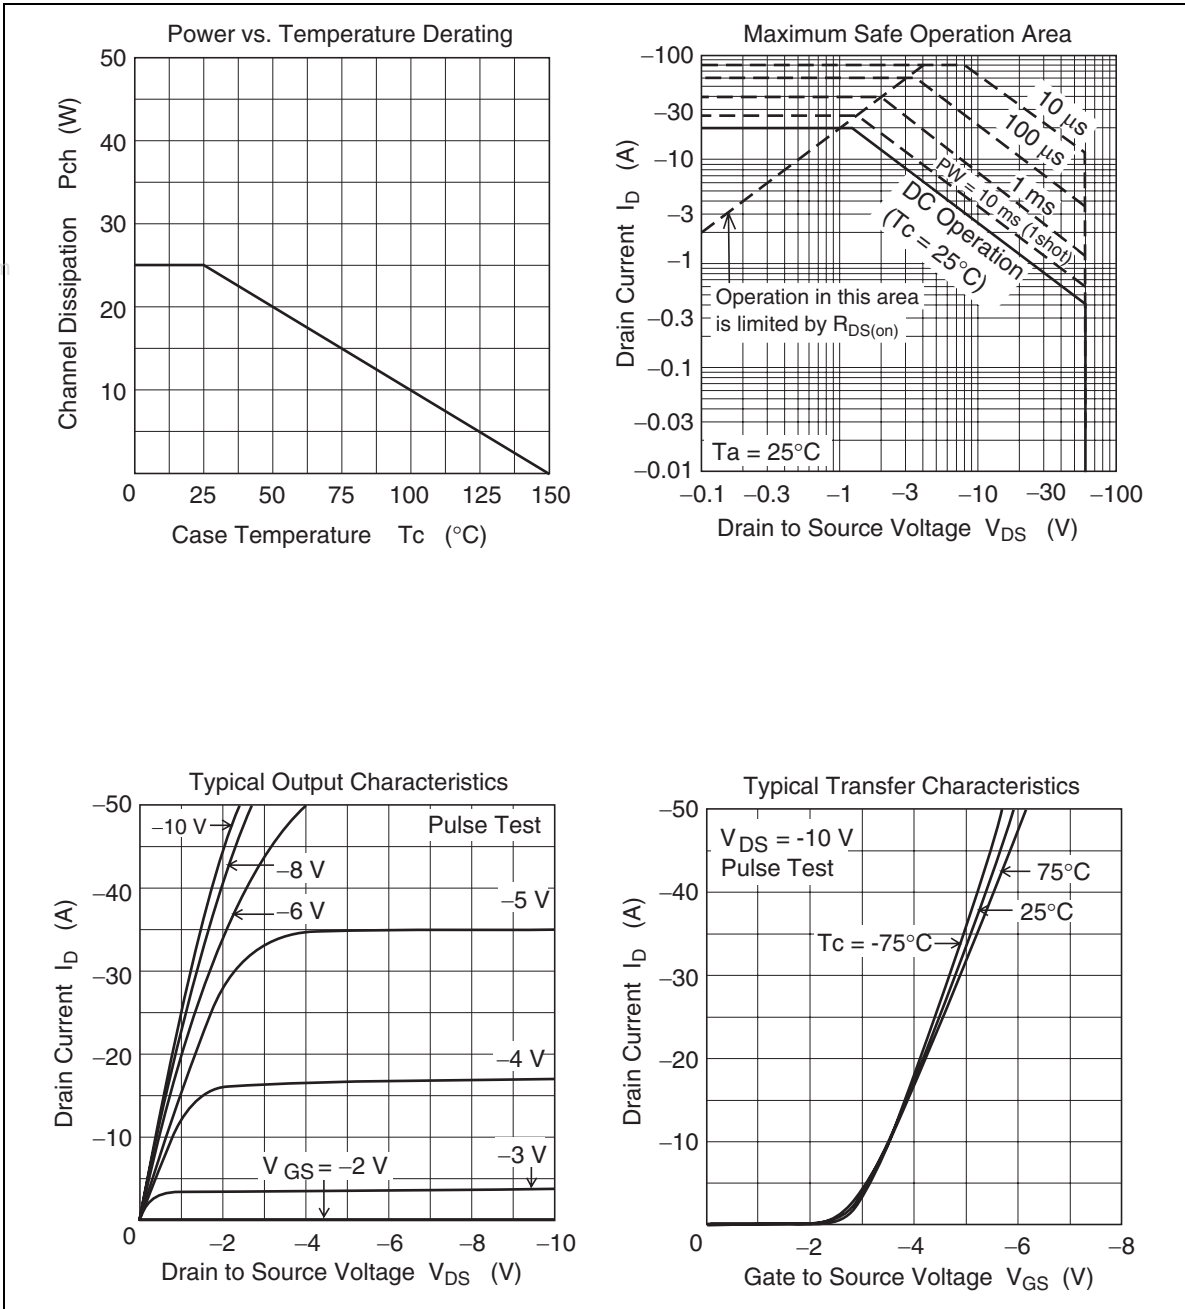 Power vs. Temperature Derating
50
40
30
20
10
0 25 50 75 100 125 150
Channel Dissipation Pch (W)
Case Temperature Tc (°C)
Maximum Safe Operation Area
–100
–30
–10
–3
–1
–0.3
–0.1
–0.03
–0.01
–0.1 –0.3 –1 –3 –10 –30 –100
Drain Current ID (A)
Drain to Source Voltage VDS (V)
10 μs
100 μs
1 ms
PW = 10 ms (1shot)
DC Operation
(Tc = 25°C)
Operation in this area
is limited by RDS(on)
Ta = 25°C
Typical Output Characteristics
–50
–40
–30
–20
–10
0 –2 –4 –6 –8 –10
Drain Current ID (A)
Drain to Source Voltage VDS (V)
–10 V
Pulse Test
–8 V
–6 V
–5 V
–4 V
–3 V
V GS = –2 V
Typical Transfer Characteristics
–50
–40
–30
–20
–10
0 –2 –4 –6 –8
Drain Current ID (A)
Gate to Source Voltage VGS (V)
V DS = -10 V
Pulse Test
75°C
25°C
Tc = -75°C